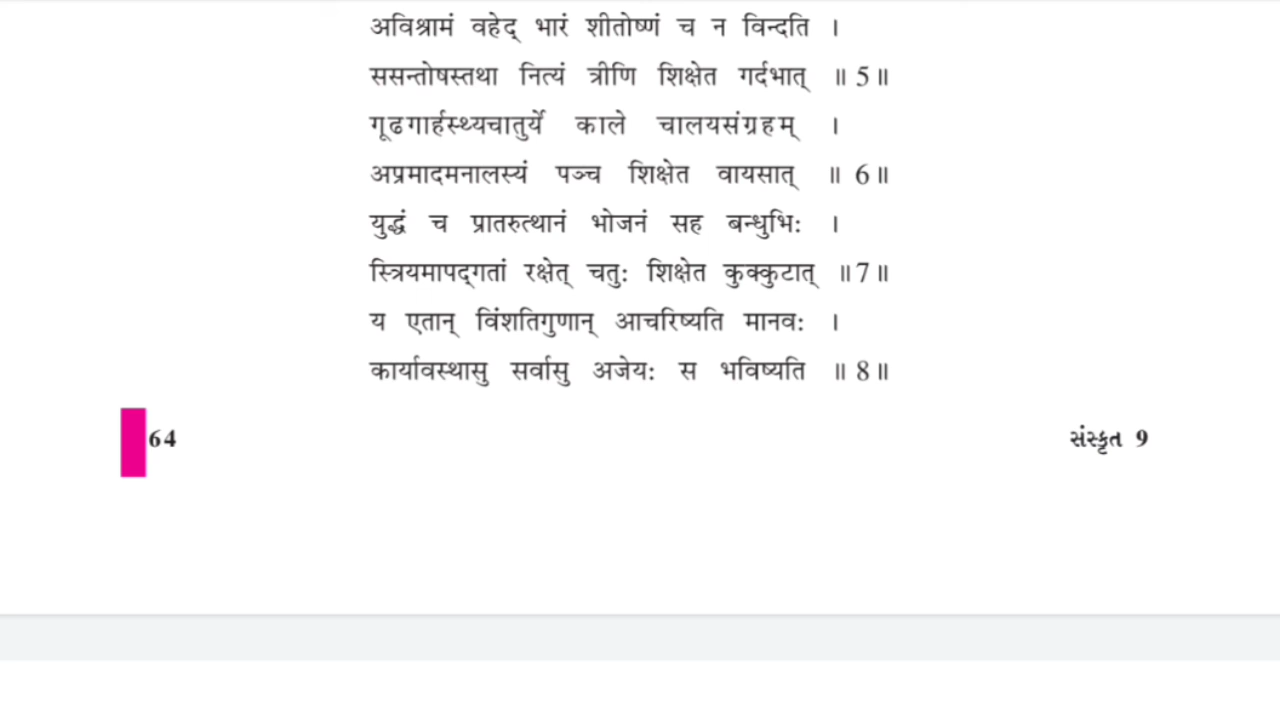 अविश्रामं वहेद् भारं शीतोष्णं च न विन्दति ।
ससन्तोषस्तथा नित्यं त्रीणि शिक्षेत गर्दभात् ॥ 5॥
गूढगार्हस्थ्यचातुर्ये काले चालयसंग्रहम् ।
अप्रमादमनालस्यं पञ्च शिक्षेत वायसात् ॥ 6॥
युद्धं च प्रातरुत्थानं भोजनं सह बन्धुभिः ।
स्त्रियमापद्गतां रक्षेत् चतुः शिक्षेत कुक्कुटात् ॥7॥
य एतान् विंशतिगुणान् आचरिष्यति मानवः ।
कार्यावस्थासु सर्वासु अजेयः स भविष्यति ॥ 8॥
64 સંસ્કૃત 9